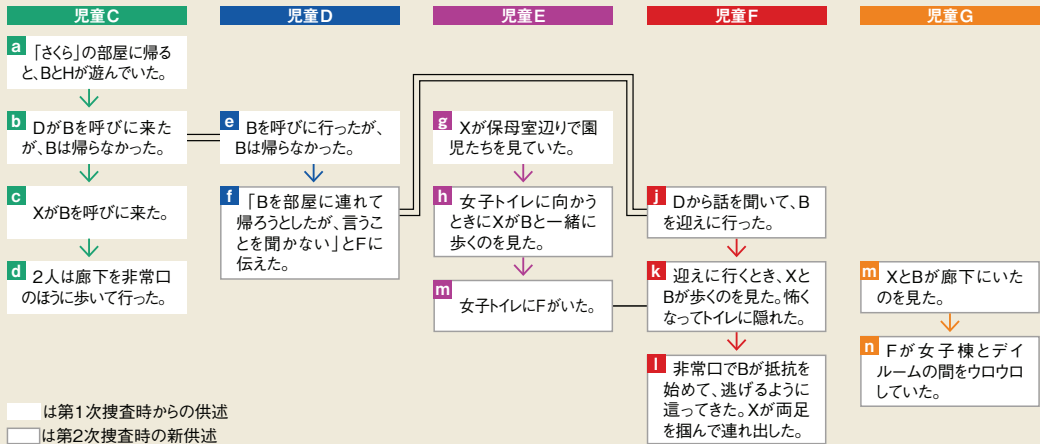 児童C
a 「さくら」の部屋に帰る
と、BとHが遊んでいた。
b DがBを呼びに来た
が、Bは帰らなかった。
c XがBを呼びに来た。
d 2人は廊下を非常口
のほうに歩いて行った。
児童D
e Bを呼びに行ったが、
Bは帰らなかった。
f 「Bを部屋に連れて
帰ろうとしたが、言うこ
とを聞かない」とFに
伝えた。
児童E
g Xが保母室辺りで園
児たちを見ていた。
h 女子トイレに向かう
ときにXがBと一緒に
歩くのを見た。
m 女子トイレにFがいた。
児童F
j Dから話を聞いて、B
を迎えに行った。
k 迎えに行くとき、Xと
Bが歩くのを見た。怖く
なってトイレに隠れた。
l 非常口でBが抵抗を
始めて、逃げるように
這ってきた。Xが両足
を掴んで連れ出した。
児童G
m XとBが廊下にいた
のを見た。
n Fが女子棟とデイ
ルームの間をウロウロ
していた。
は第1次捜査時からの供述
は第2次捜査時の新供述